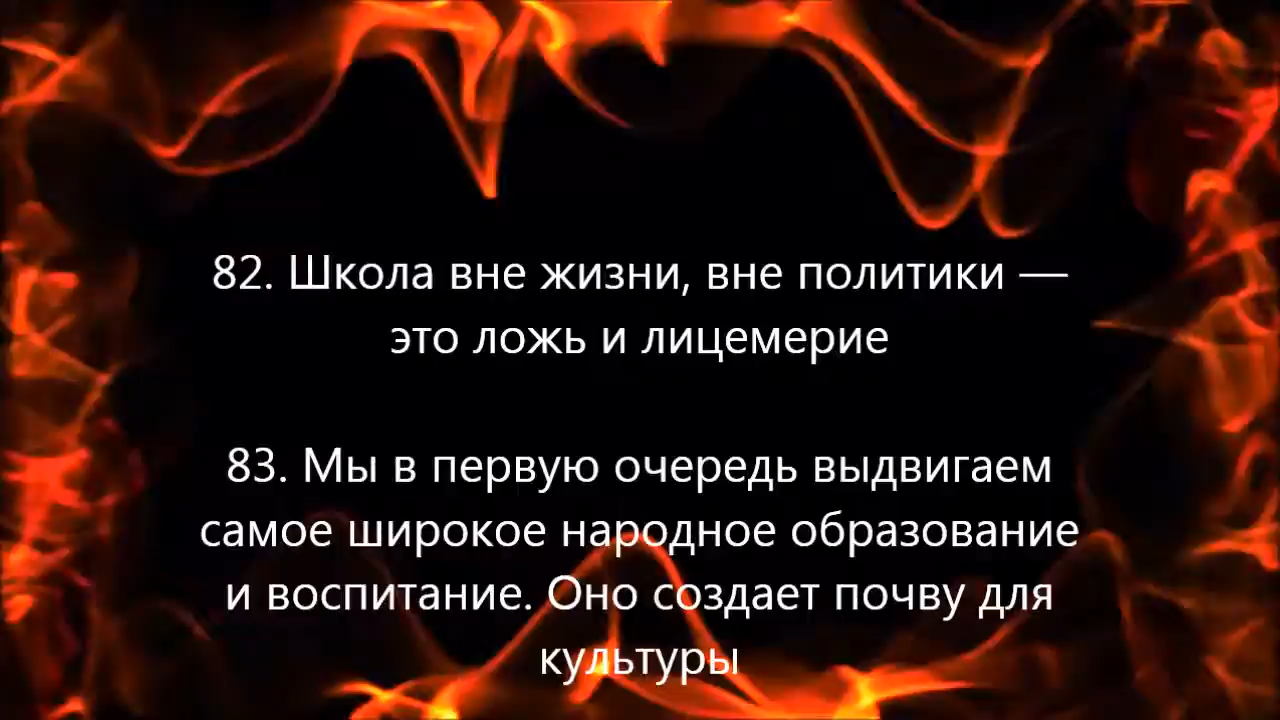 82. Школа вне жизни, вне политики —
это ложь и лицемерие
83. Мы в первую очередь выдвигаем
самое широкое народное образование
и воспитание. Оно создает почву для
культуры